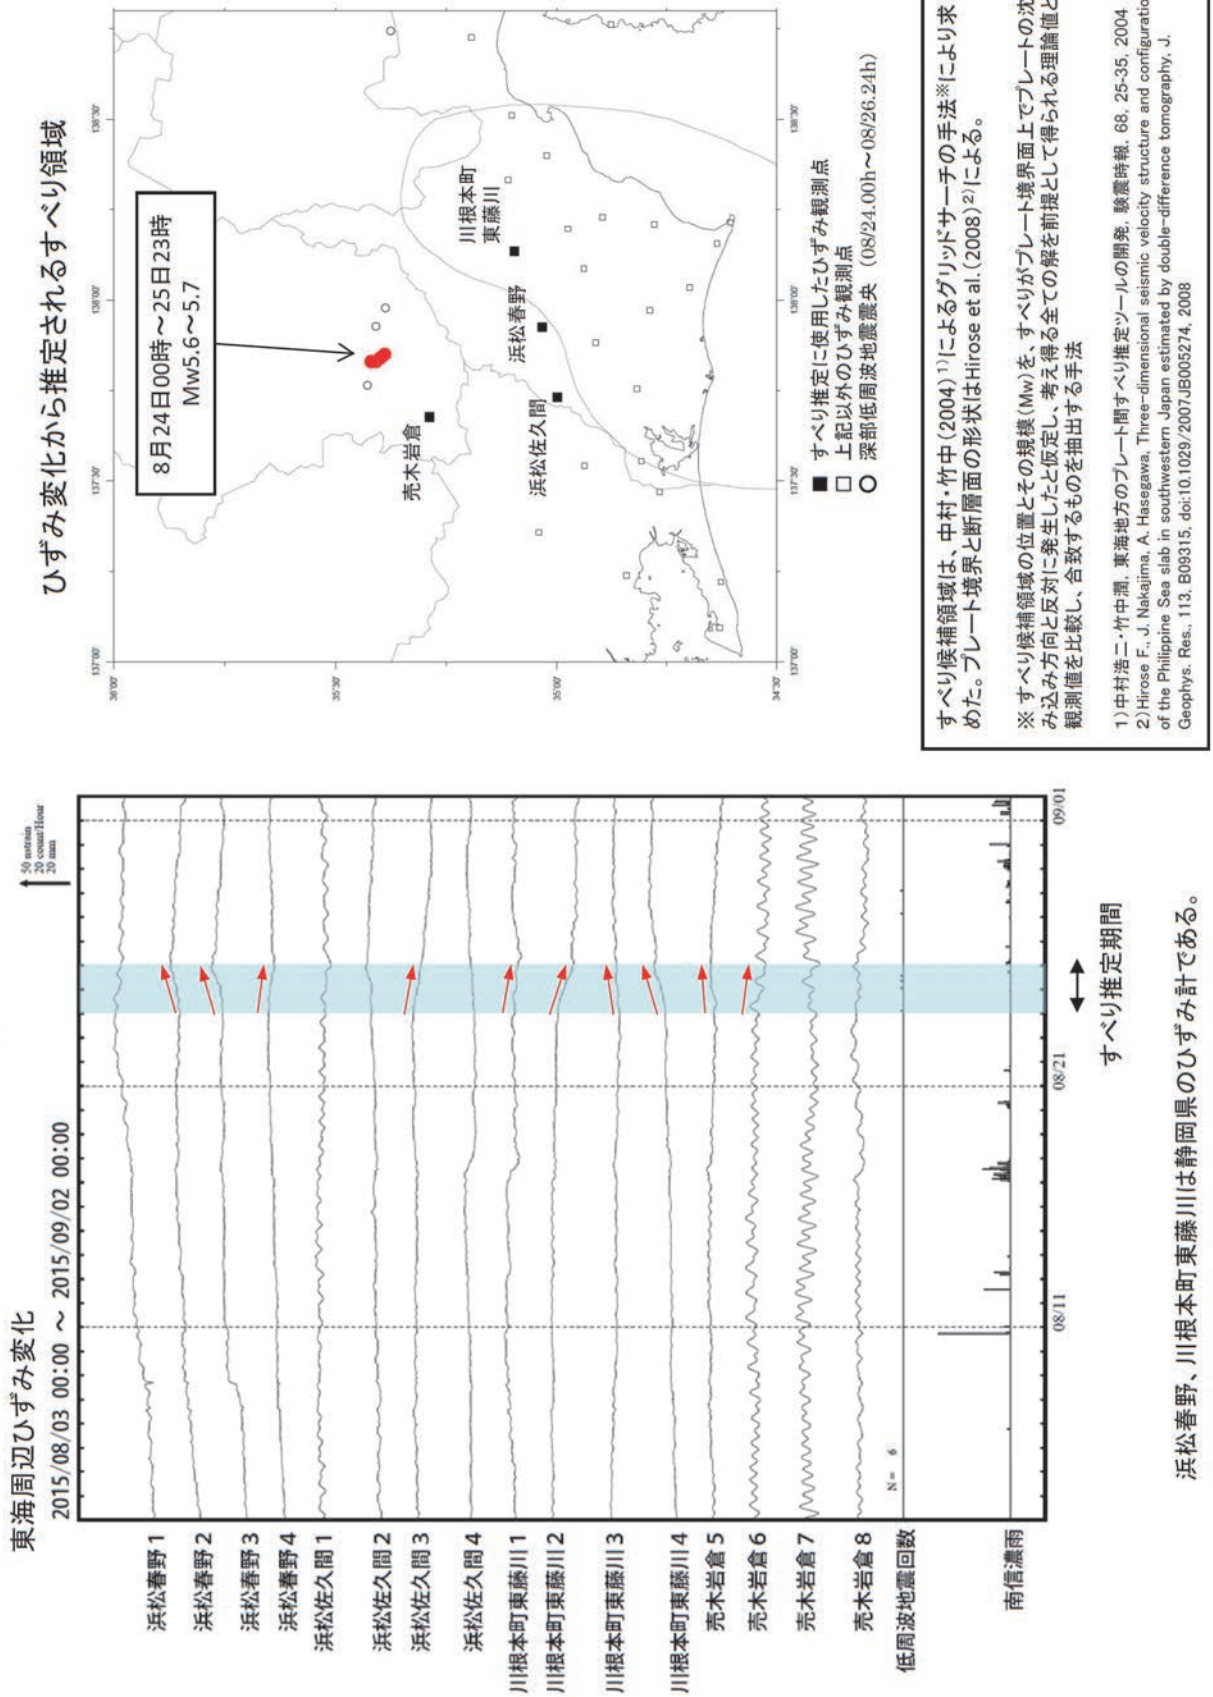 東海周辺ひずみ変化
2015/08/03 00:00 ～ 2015/09/02 00:00
50 nstrain
20 count/Hour
20 mm
浜松春野 1
浜松春野 2
浜松春野 3
浜松春野 4
浜松佐久間 1
浜松佐久間 2
浜松佐久間 3
浜松佐久間 4
川根本町東藤川 1
川根本町東藤川 2
川根本町東藤川 3
川根本町東藤川 4
売木岩倉 5
売木岩倉 6
売木岩倉 7
売木岩倉 8
低周波地震回数
N = 6
南信濃雨
08/11
08/21
09/01
すべり推定期間
浜松春野、川根本町東藤川は静岡県のひずみ計である。
ひずみ変化から推定されるすべり領域
8月24日00時～25日23時
Mw5.6～5.7
36°00'
35°30'
35°00'
34°30'
137°00'
137°30'
138°00'
138°30'
売木岩倉
浜松佐久間
浜松春野
川根本町
東藤川
■ すべり推定に使用したひずみ観測点
□ 上記以外のひずみ観測点
○ 深部低周波地震震央（08/24.00h～08/26.24h）
すべり候補領域は、中村・竹中(2004)¹⁾によるグリッドサーチの手法※により求
めた。プレート境界と断層面の形状はHirose et al.(2008)²⁾による。
※ すべり候補領域の位置とその規模(Mw)を、すべりがプレート境界面上でプレートの沈
み込み方向と反対に発生したと仮定し、考え得る全ての解を前提として得られる理論値と
観測値を比較し、合致するものを抽出する手法
1)中村浩二・竹中潤, 東海地方のプレート間すべり推定ツールの開発, 験震時報, 68, 25-35, 2004
2)Hirose F., J. Nakajima, A. Hasegawa, Three-dimensional seismic velocity structure and configuratio
of the Philippine Sea slab in southwestern Japan estimated by double-difference tomography, J.
Geophys. Res., 113, B09315, doi:10.1029/2007JB005274, 2008